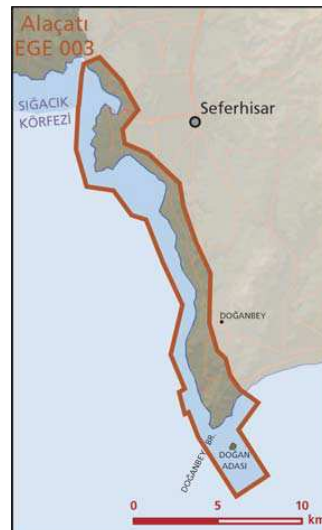 Alaçatı
EGE 003
SIĞACIK
KÖRFEZİ
Seferhisar
DOĞANBEY
DOĞANBEY BR.
DOĞAN
ADASI
0 5 10
km